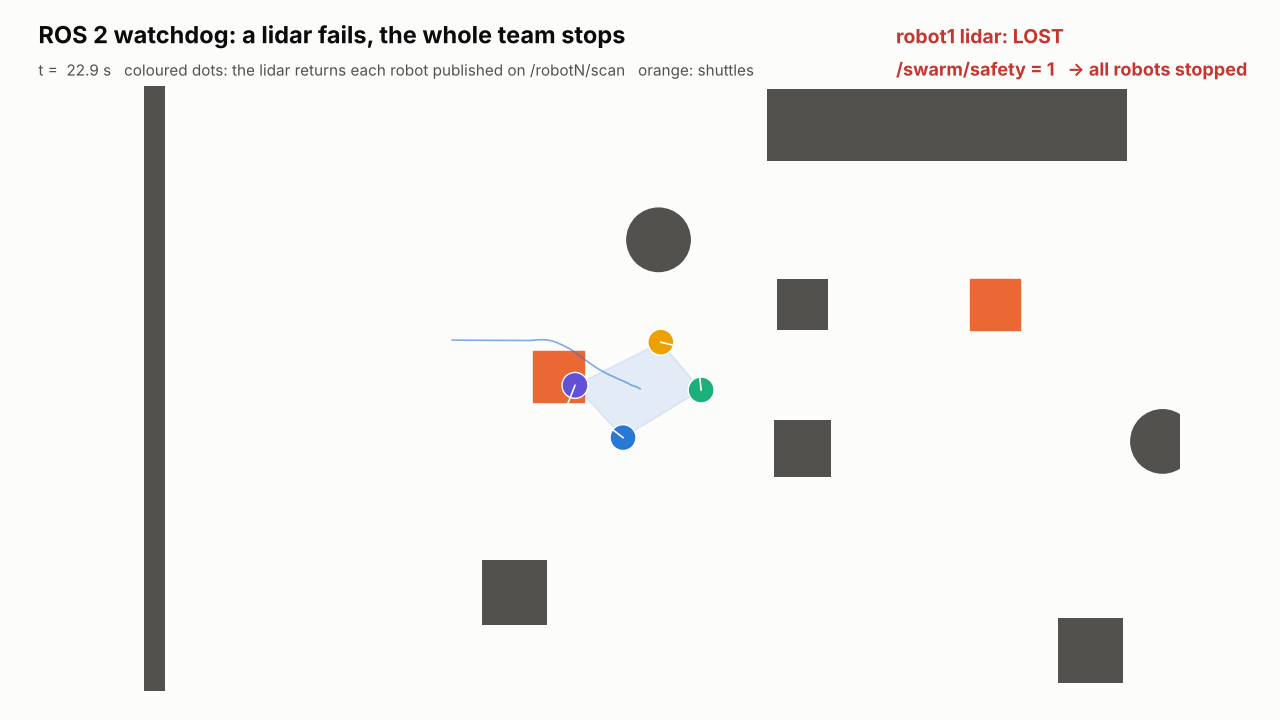 ROS 2 watchdog: a lidar fails, the whole team stops
robot1 lidar: LOST
t =  22.9 s   coloured dots: the lidar returns each robot published on /robotN/scan   orange: shuttles
/swarm/safety = 1   → all robots stopped